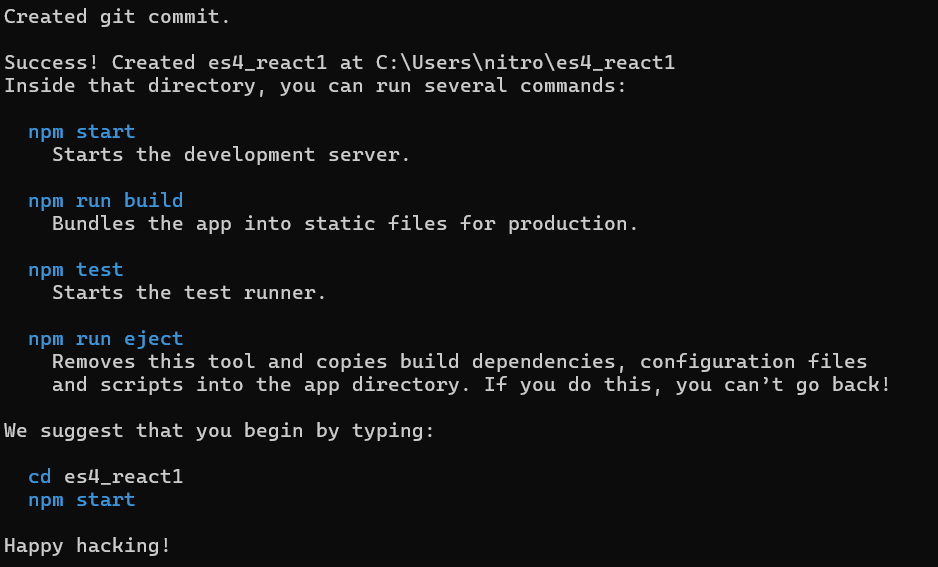 Created git commit.
Success! Created es4_react1 at C:\Users\nitro\es4_react1
Inside that directory, you can run several commands:
npm start
Starts the development server.
npm run build
Bundles the app into static files for production.
npm test
Starts the test runner.
npm run eject
Removes this tool and copies build dependencies, configuration files
and scripts into the app directory. If you do this, you can’t go back!
We suggest that you begin by typing:
cd es4_react1
npm start
Happy hacking!